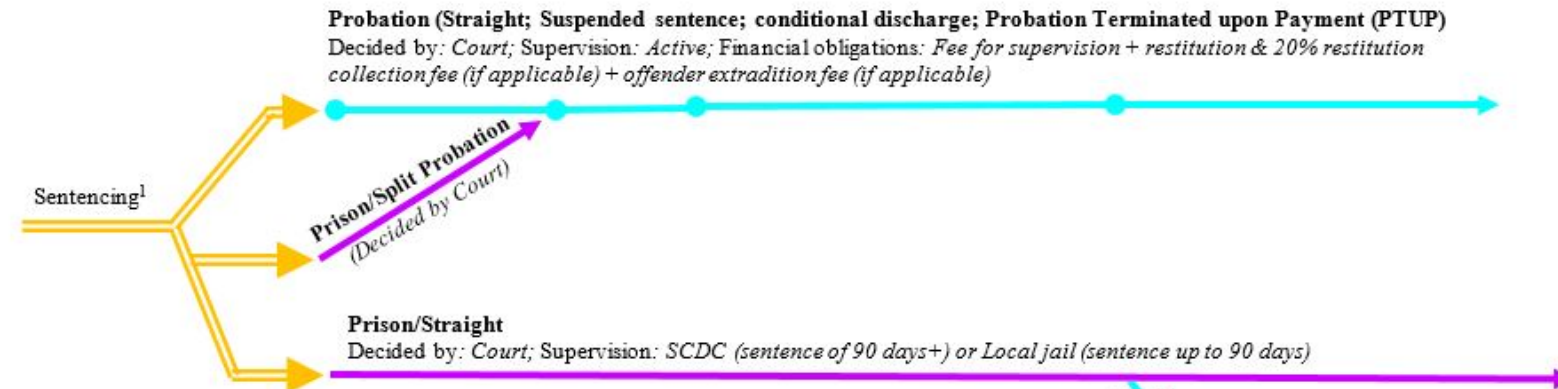 Probation (Straight; Suspended sentence; conditional discharge; Probation Terminated upon Payment (PTUP)
Decided by: Court; Supervision: Active; Financial obligations: Fee for supervision + restitution & 20% restitution
collection fee (if applicable) + offender extradition fee (if applicable)
Prison/Split Probation
(Decided by Court)
Sentencing¹
Prison/Straight
Decided by: Court; Supervision: SCDC (sentence of 90 days+) or Local jail (sentence up to 90 days)